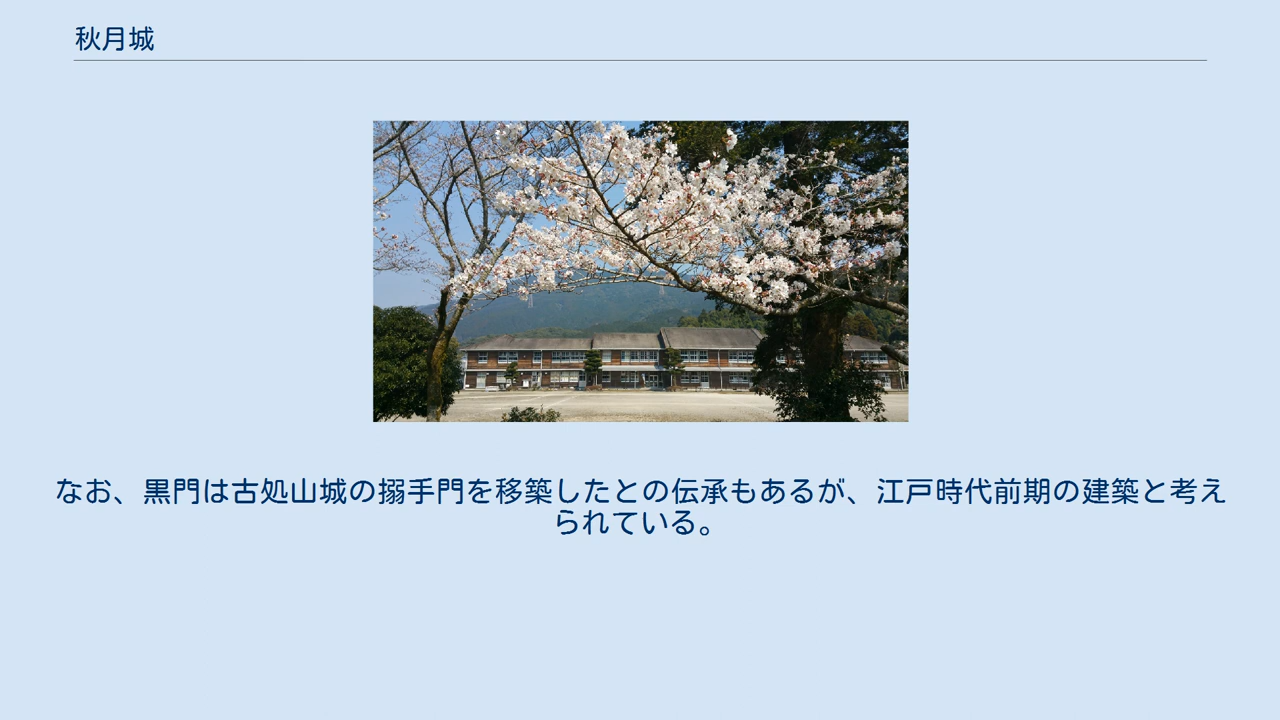 秋月城
なお、黒門は古処山城の搦手門を移築したとの伝承もあるが、江戸時代前期の建築と考え
られている。